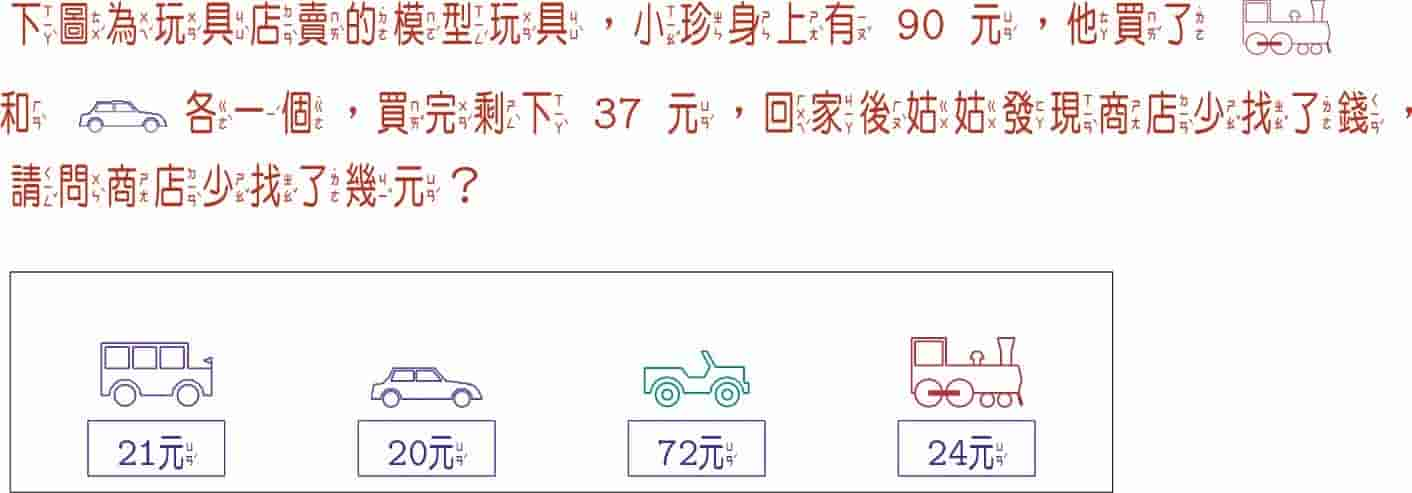 下圖為玩具店賣的模型玩具，小珍身上有 90 元，他買了
和 各一個，買完剩下 37 元，回家後姑姑發現商店少找了錢，
請問商店少找了幾元？
21元 20元 72元 24元